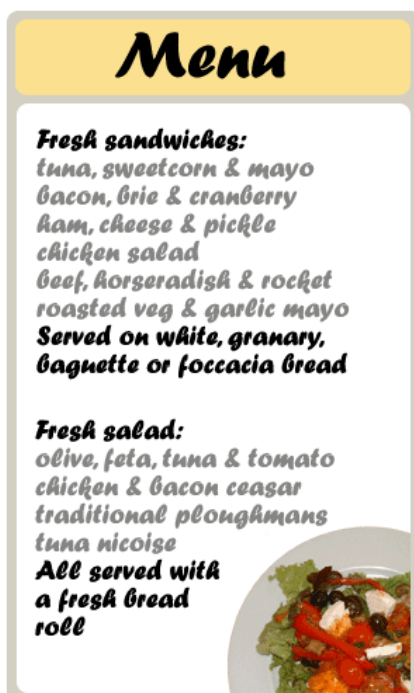 Menu
Fresh sandwiches:
tuna, sweetcorn & mayo
bacon, brie & cranberry
ham, cheese & pickle
chicken salad
beef, horseradish & rocket
roasted veg & garlic mayo
Served on white, granary,
baguette or foccacia bread
Fresh salad:
olive, feta, tuna & tomato
chicken & bacon ceasar
traditional ploughmans
tuna nicoise
All served with
a fresh bread
roll